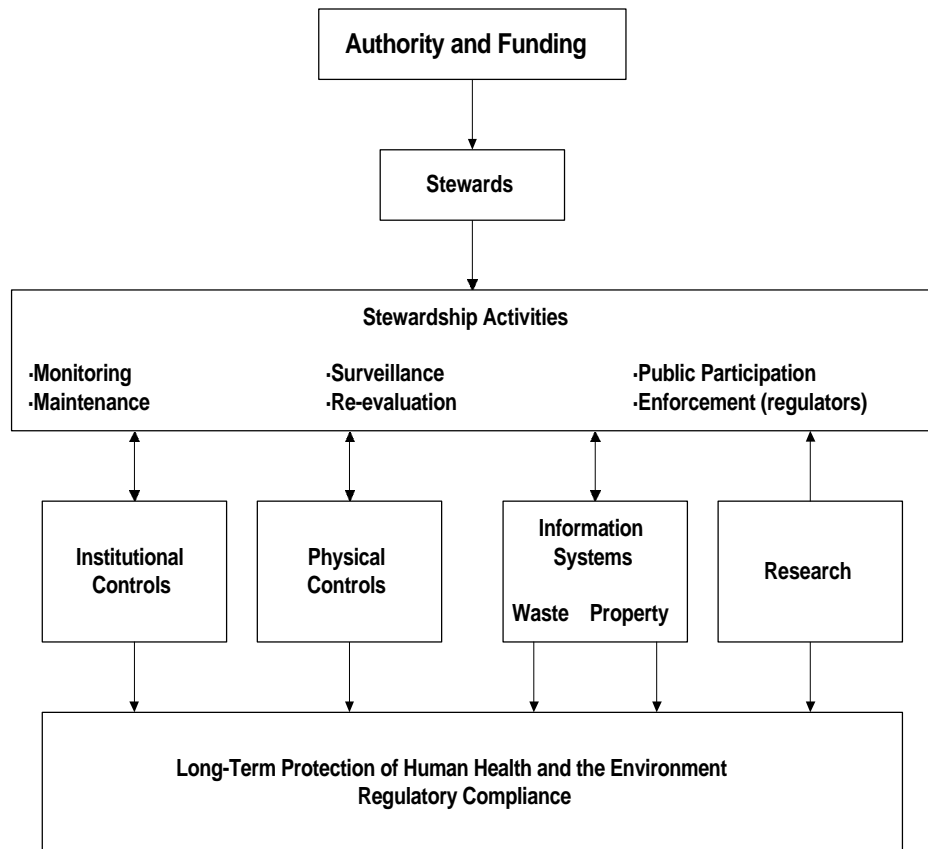 Authority and Funding
Stewards
Stewardship Activities
·Monitoring
·Maintenance
·Surveillance
·Re-evaluation
·Public Participation
·Enforcement (regulators)
Institutional
Controls
Physical
Controls
Information
Systems
Waste Property
Research
Long-Term Protection of Human Health and the Environment
Regulatory Compliance